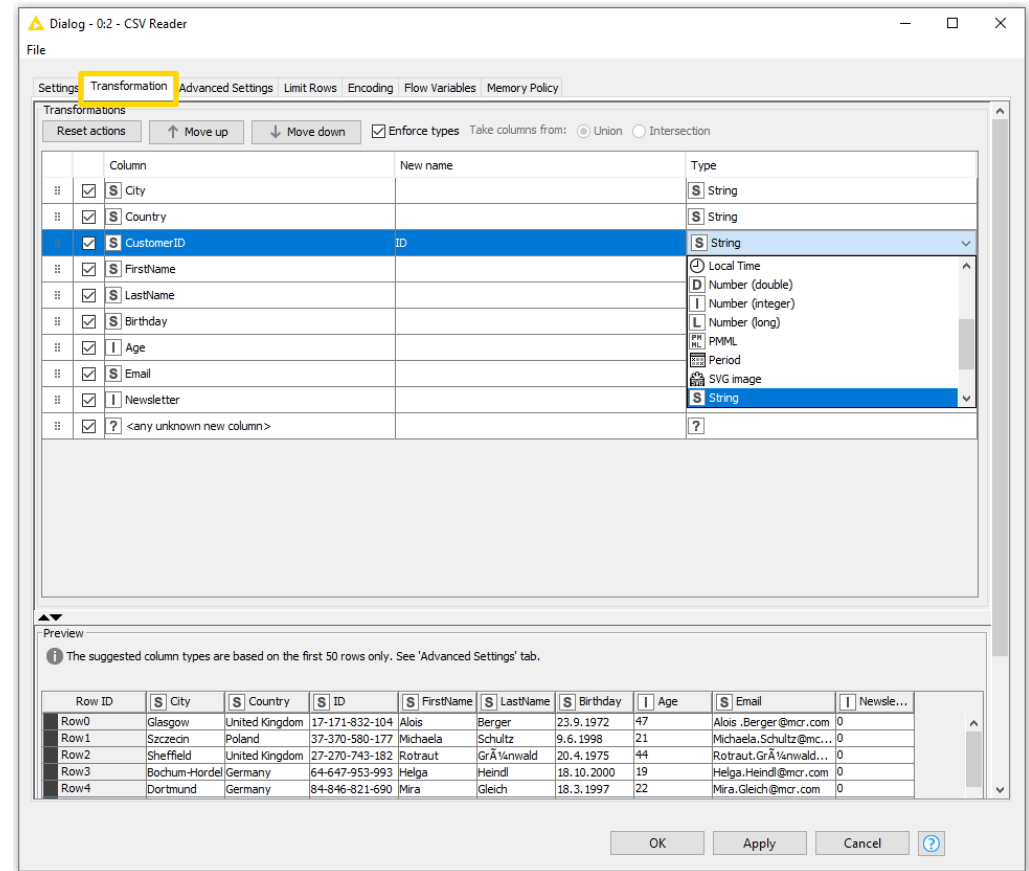 Dialog - 0:2 - CSV Reader
File
Settings Transformation Advanced Settings Limit Rows Encoding Flow Variables Memory Policy
Transformations
Reset actions Move up Move down Enforce types Take columns from: Union Intersection
Column New name Type
S City S String
S Country S String
S CustomerID ID S String
S FirstName Local Time
D Number (double)
S LastName I Number (integer)
S Birthday L Number (long)
I Age PMML PMML
Period
S Email SVG SVG image
I Newsletter S String
? <any unknown new column> ?
Preview
i The suggested column types are based on the first 50 rows only. See 'Advanced Settings' tab.
Row ID S City S Country S ID S FirstName S LastName S Birthday I Age S Email I Newsle...
Row0 Glasgow United Kingdom 17-171-832-104 Alois Berger 23.9.1972 47 Alois .Berger@mcr.com 0
Row1 Szczecin Poland 37-370-580-177 Michaela Schultz 9.6.1998 21 Michaela.Schultz@mc... 0
Row2 Sheffield United Kingdom 27-270-743-182 Rotraut GrÃ¼nwald 20.4.1975 44 Rotraut.GrÃ¼nwald... 0
Row3 Bochum-Hordel Germany 64-647-953-993 Helga Heindl 18.10.2000 19 Helga.Heindl@mcr.com 0
Row4 Dortmund Germany 84-846-821-690 Mira Gleich 18.3.1997 22 Mira.Gleich@mcr.com 0
OK Apply Cancel ?